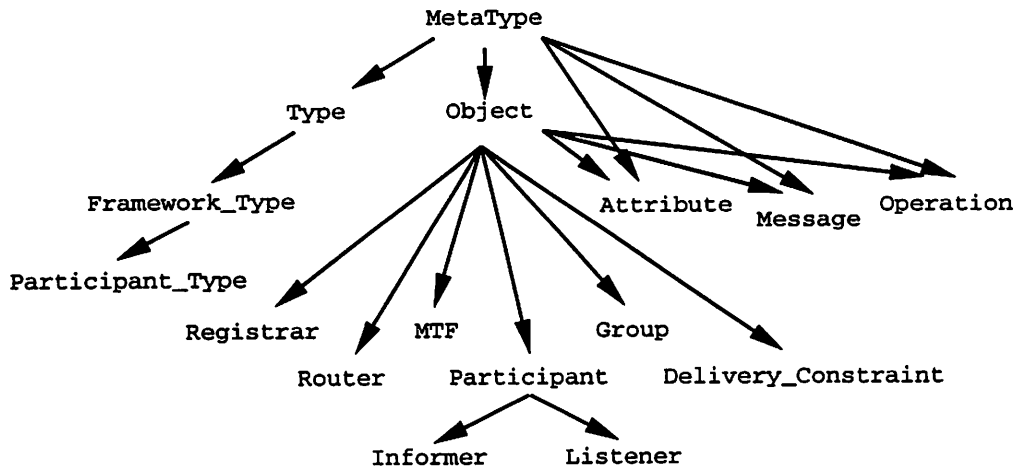 MetaType
Type
Object
Framework_Type
Attribute
Message
Operation
Participant_Type
Registrar
MTF
Group
Router
Participant
Delivery_Constraint
Informer
Listener